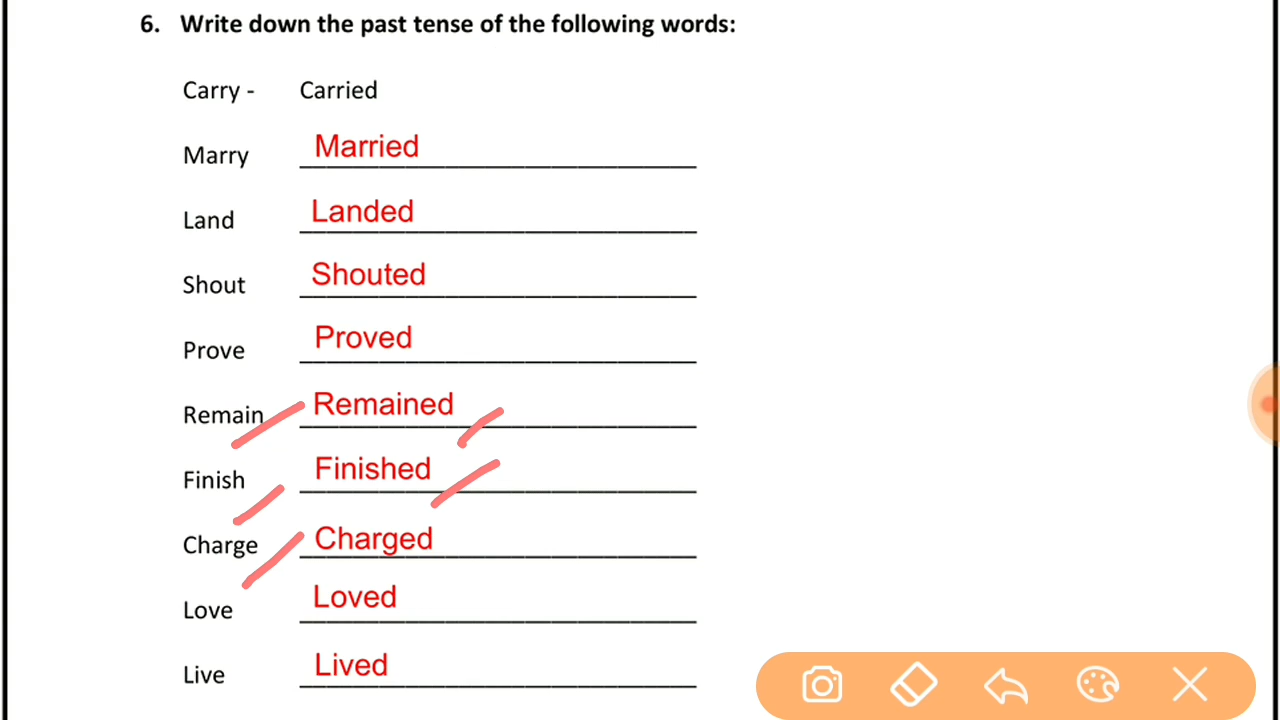 6. Write down the past tense of the following words:
Carry - Carried
Marry Married
Land Landed
Shout Shouted
Prove Proved
Remain Remained
Finish Finished
Charge Charged
Love Loved
Live Lived